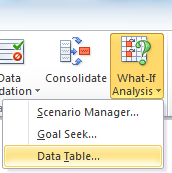 Data
dation
Consolidate
What-If
Analysis
Scenario Manager...
Goal Seek...
Data Table...